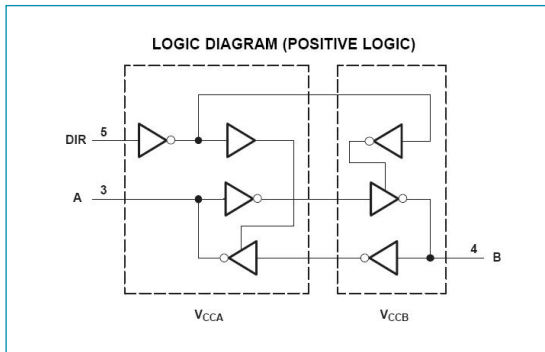 LOGIC DIAGRAM (POSITIVE LOGIC)
DIR 5
A 3
4 B
VCCA
VCCB